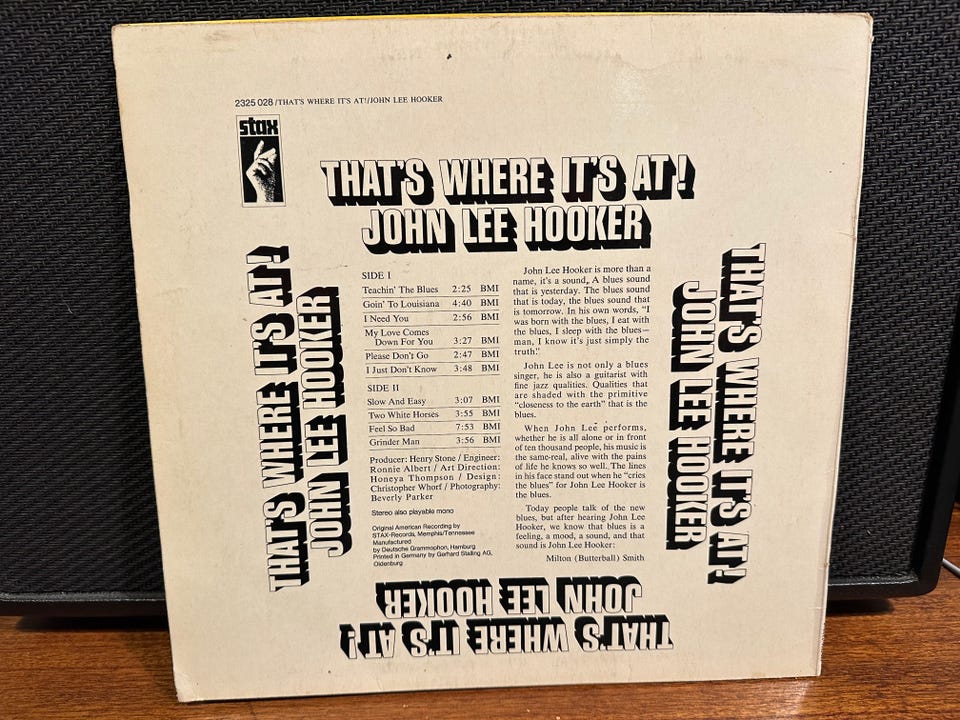 2325 028/THAT'S WHERE IT'S AT!/JOHN LEE HOOKER
stax
THAT'S WHERE IT'S AT!
JOHN LEE HOOKER
THAT'S WHERE IT'S AT!
JOHN LEE HOOKER
SIDE I
Teachin' The Blues 2:25 BMI
Goin' To Louisiana 4:40 BMI
I Need You 2:56 BMI
My Love Comes
Down For You 3:27 BMI
Please Don't Go 2:47 BMI
I Just Don't Know 3:48 BMI
SIDE II
Slow And Easy 3:07 BMI
Two White Horses 3:55 BMI
Feel So Bad 7:53 BMI
Grinder Man 3:56 BMI
Producer: Henry Stone / Engineer:
Ronnie Albert / Art Direction:
Honeya Thompson / Design:
Christopher Whorf / Photography:
Beverly Parker
Stereo also playable mono
Original American Recording by
STAX-Records, Memphis/Tennessee
Manufactured
by Deutsche Grammophon, Hamburg
Printed in Germany by Gerhard Stalling AG,
Oldenburg
John Lee Hooker is more than a
name, it's a sound. A blues sound
that is yesterday. The blues sound
that is today, the blues sound that
is tomorrow. In his own words, "I
was born with the blues, I eat with
the blues, I sleep with the blues—
man, I know it's just simply the
truth."
John Lee is not only a blues
singer, he is also a guitarist with
fine jazz qualities. Qualities that
are shaded with the primitive
"closeness to the earth" that is the
blues.
When John Lee performs,
whether he is all alone or in front
of ten thousand people, his music is
the same-real, alive with the pains
of life he knows so well. The lines
in his face stand out when he "cries
the blues" for John Lee Hooker is
the blues.
Today people talk of the new
blues, but after hearing John Lee
Hooker, we know that blues is a
feeling, a mood, a sound, and that
sound is John Lee Hooker:
Milton (Butterball) Smith
THAT'S WHERE IT'S AT!
JOHN LEE HOOKER
THAT'S WHERE IT'S AT!
JOHN LEE HOOKER